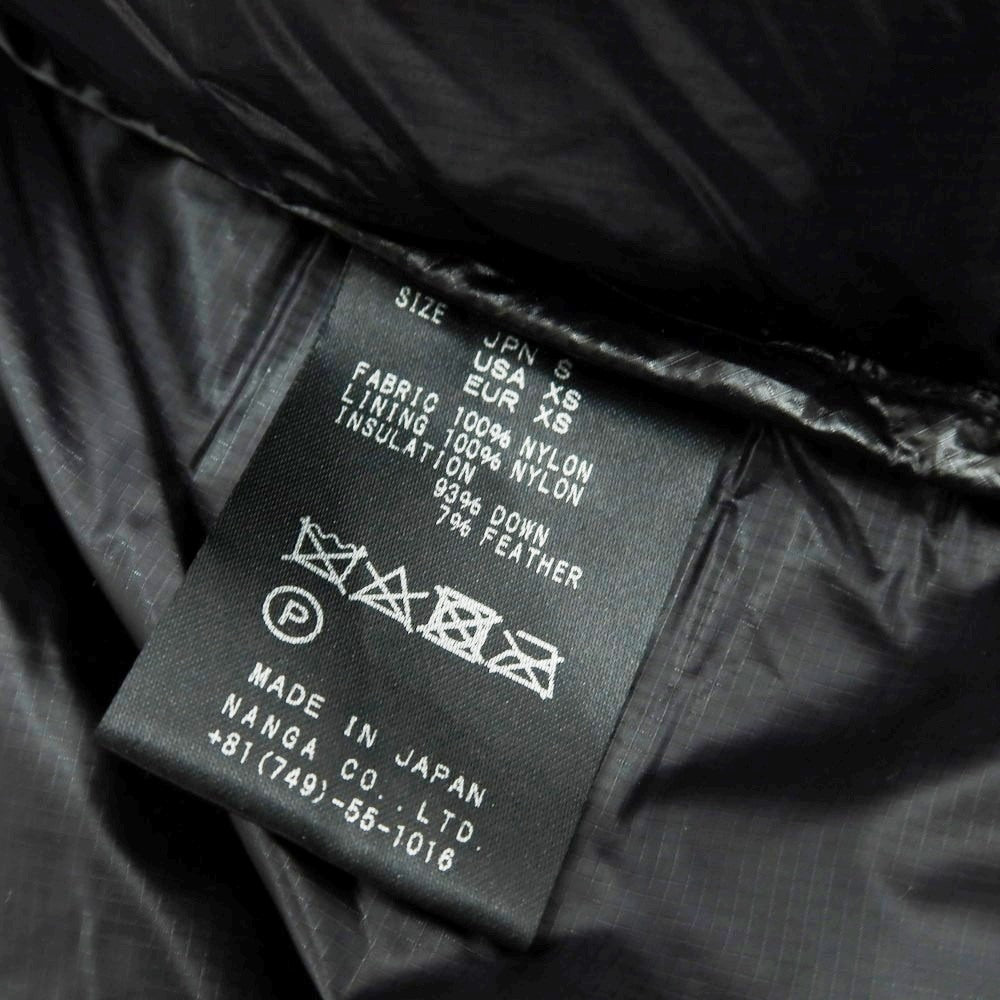 SIZE
JPN S
USA XS
EUR XS
FABRIC 100% NYLON
LINING 100% NYLON
INSULATION
93% DOWN
7% FEATHER
P
MADE IN JAPAN
NANGA CO., LTD.
+81(749)-55-1016